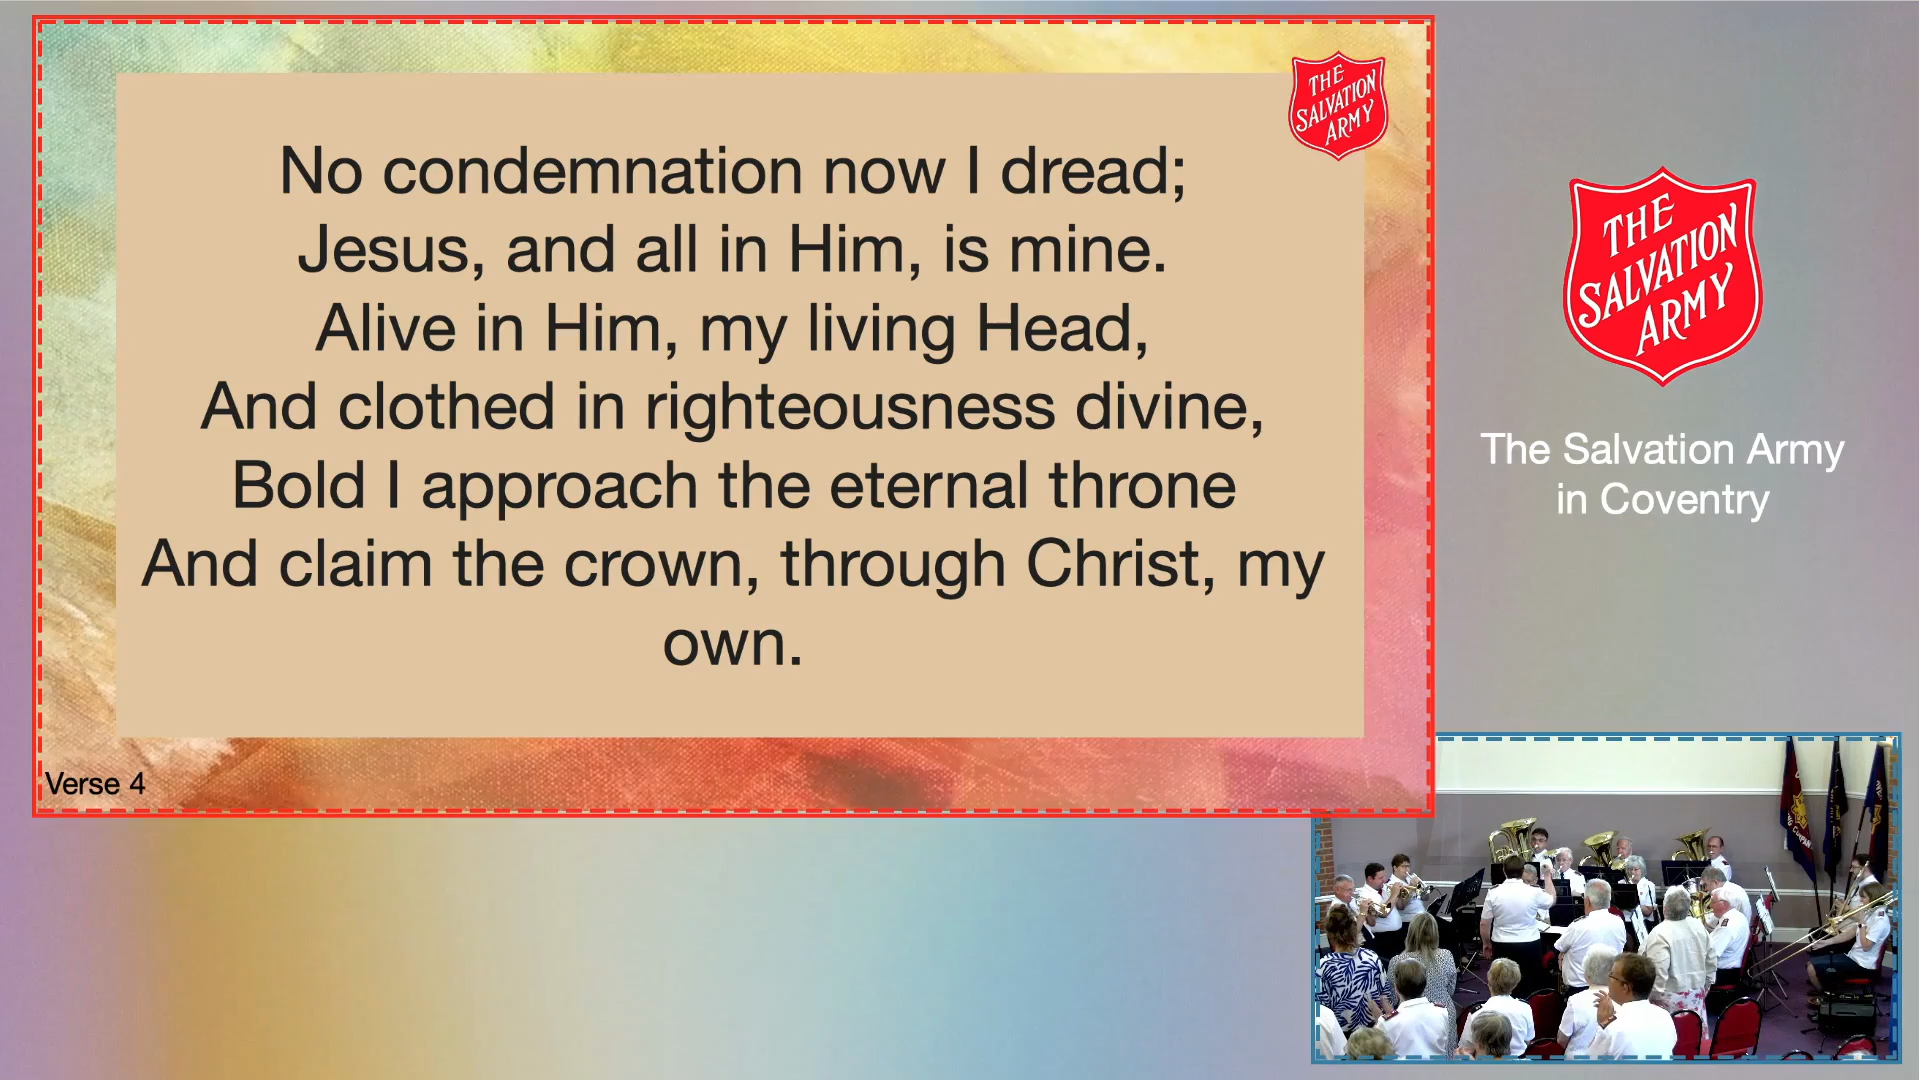 No condemnation now I dread;
Jesus, and all in Him, is mine.
Alive in Him, my living Head,
And clothed in righteousness divine,
Bold I approach the eternal throne
And claim the crown, through Christ, my
own.
Verse 4
THE
SALVATION
ARMY
THE
SALVATION
ARMY
The Salvation Army
in Coventry